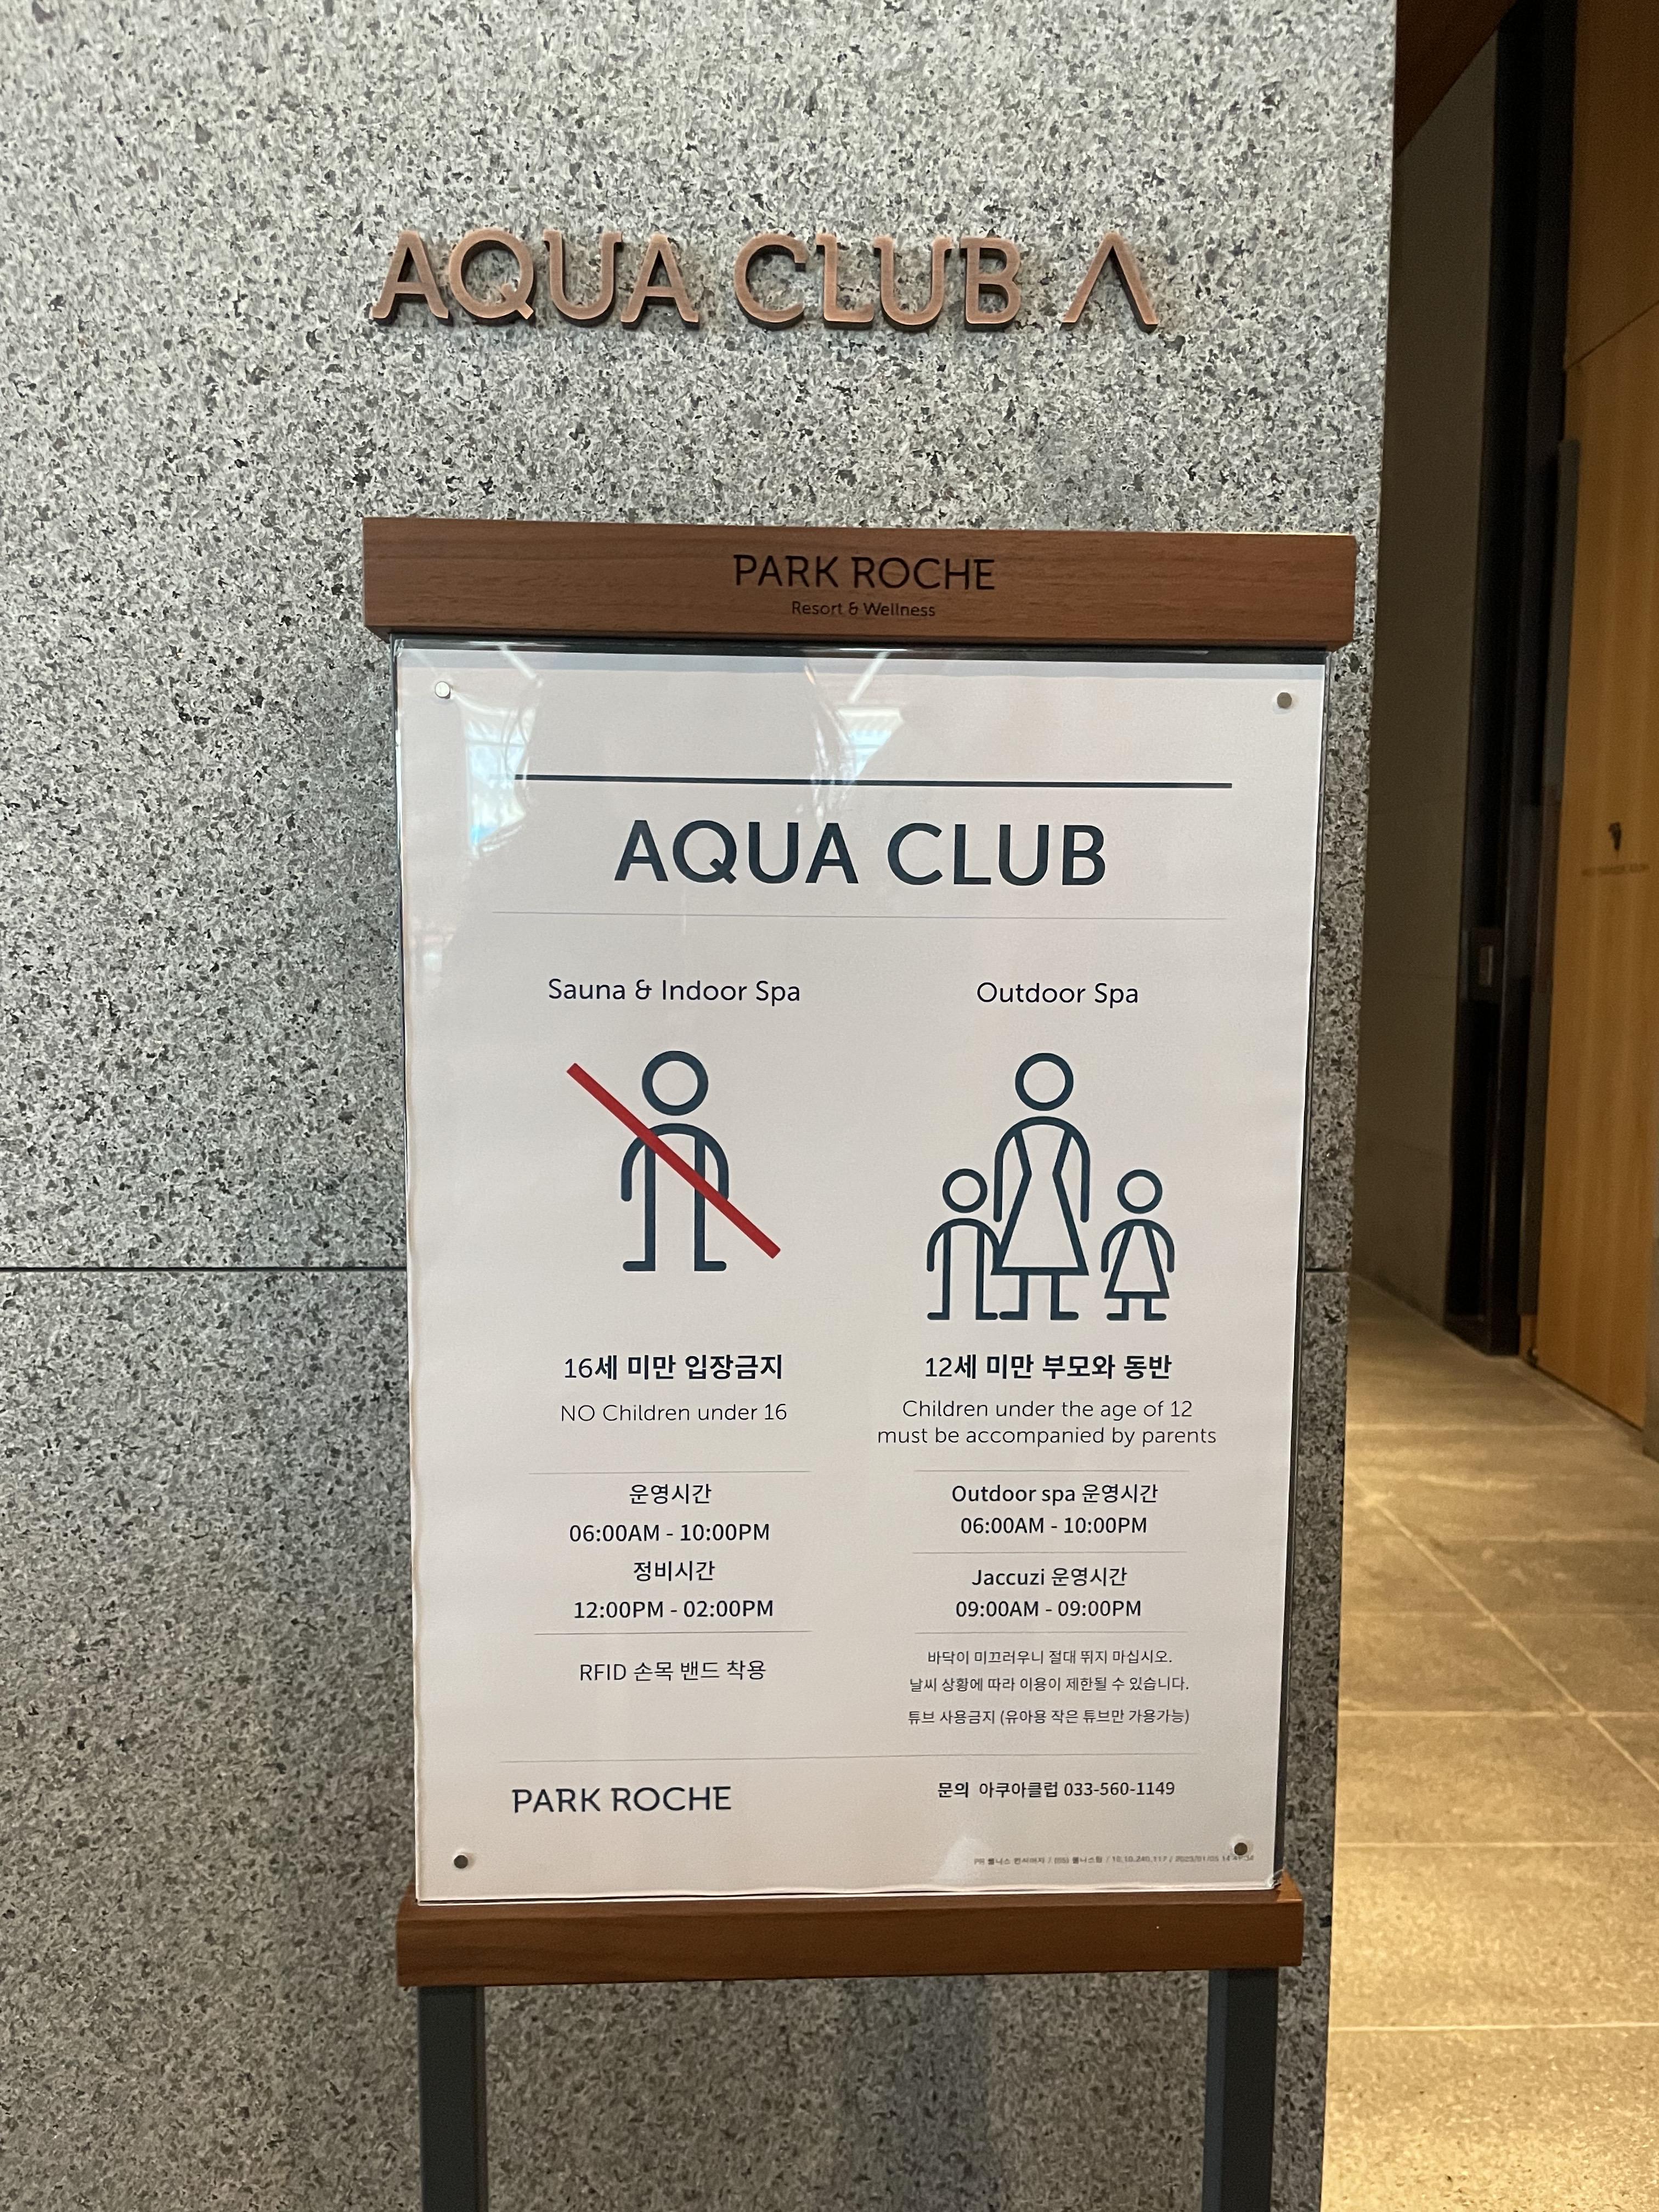 AQUA CLUB Λ
PARK ROCHE
Resort & Wellness
AQUA CLUB
Sauna & Indoor Spa
16세 미만 입장금지
NO Children under 16
운영시간
06:00AM - 10:00PM
정비시간
12:00PM - 02:00PM
RFID 손목 밴드 착용
Outdoor Spa
12세 미만 부모와 동반
Children under the age of 12
must be accompanied by parents
Outdoor spa 운영시간
06:00AM - 10:00PM
Jaccuzi 운영시간
09:00AM - 09:00PM
바닥이 미끄러우니 절대 뛰지 마십시오.
날씨 상황에 따라 이용이 제한될 수 있습니다.
튜브 사용금지 (유아용 작은 튜브만 가용가능)
PARK ROCHE
문의 아쿠아클럽 033-560-1149